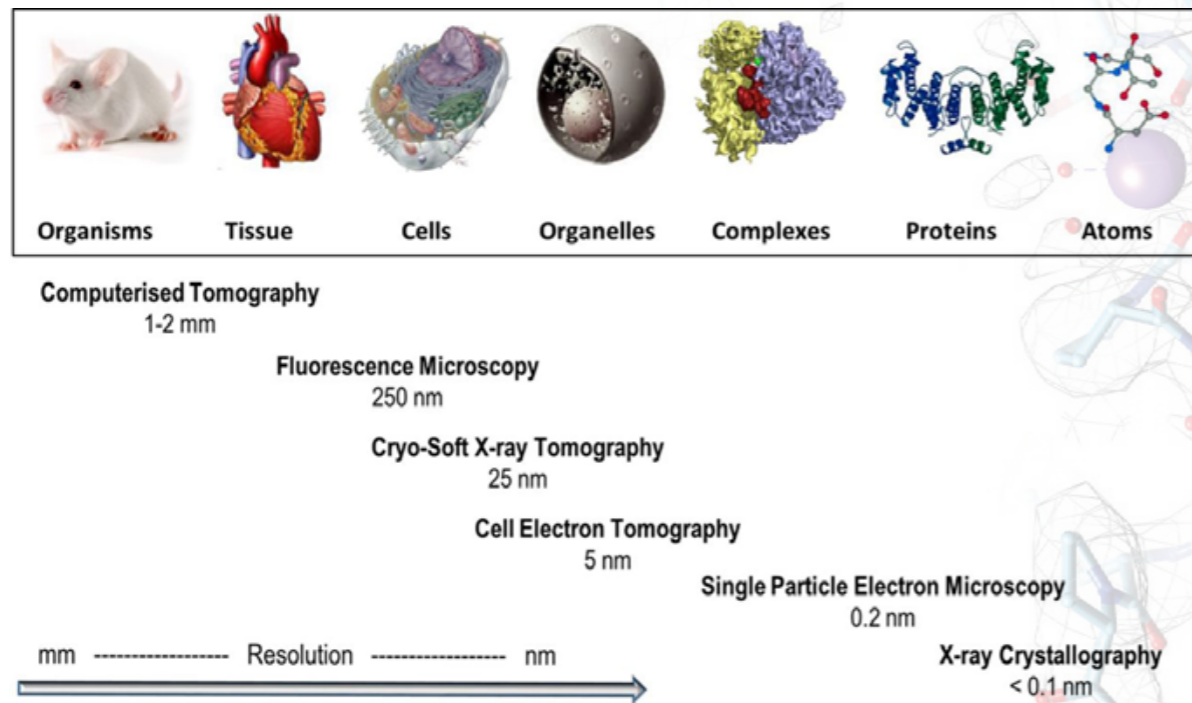 Organisms Tissue Cells Organelles Complexes Proteins Atoms
Computerised Tomography
1-2 mm
Fluorescence Microscopy
250 nm
Cryo-Soft X-ray Tomography
25 nm
Cell Electron Tomography
5 nm
Single Particle Electron Microscopy
0.2 nm
mm ---------------------- Resolution ---------------------- nm
X-ray Crystallography
< 0.1 nm